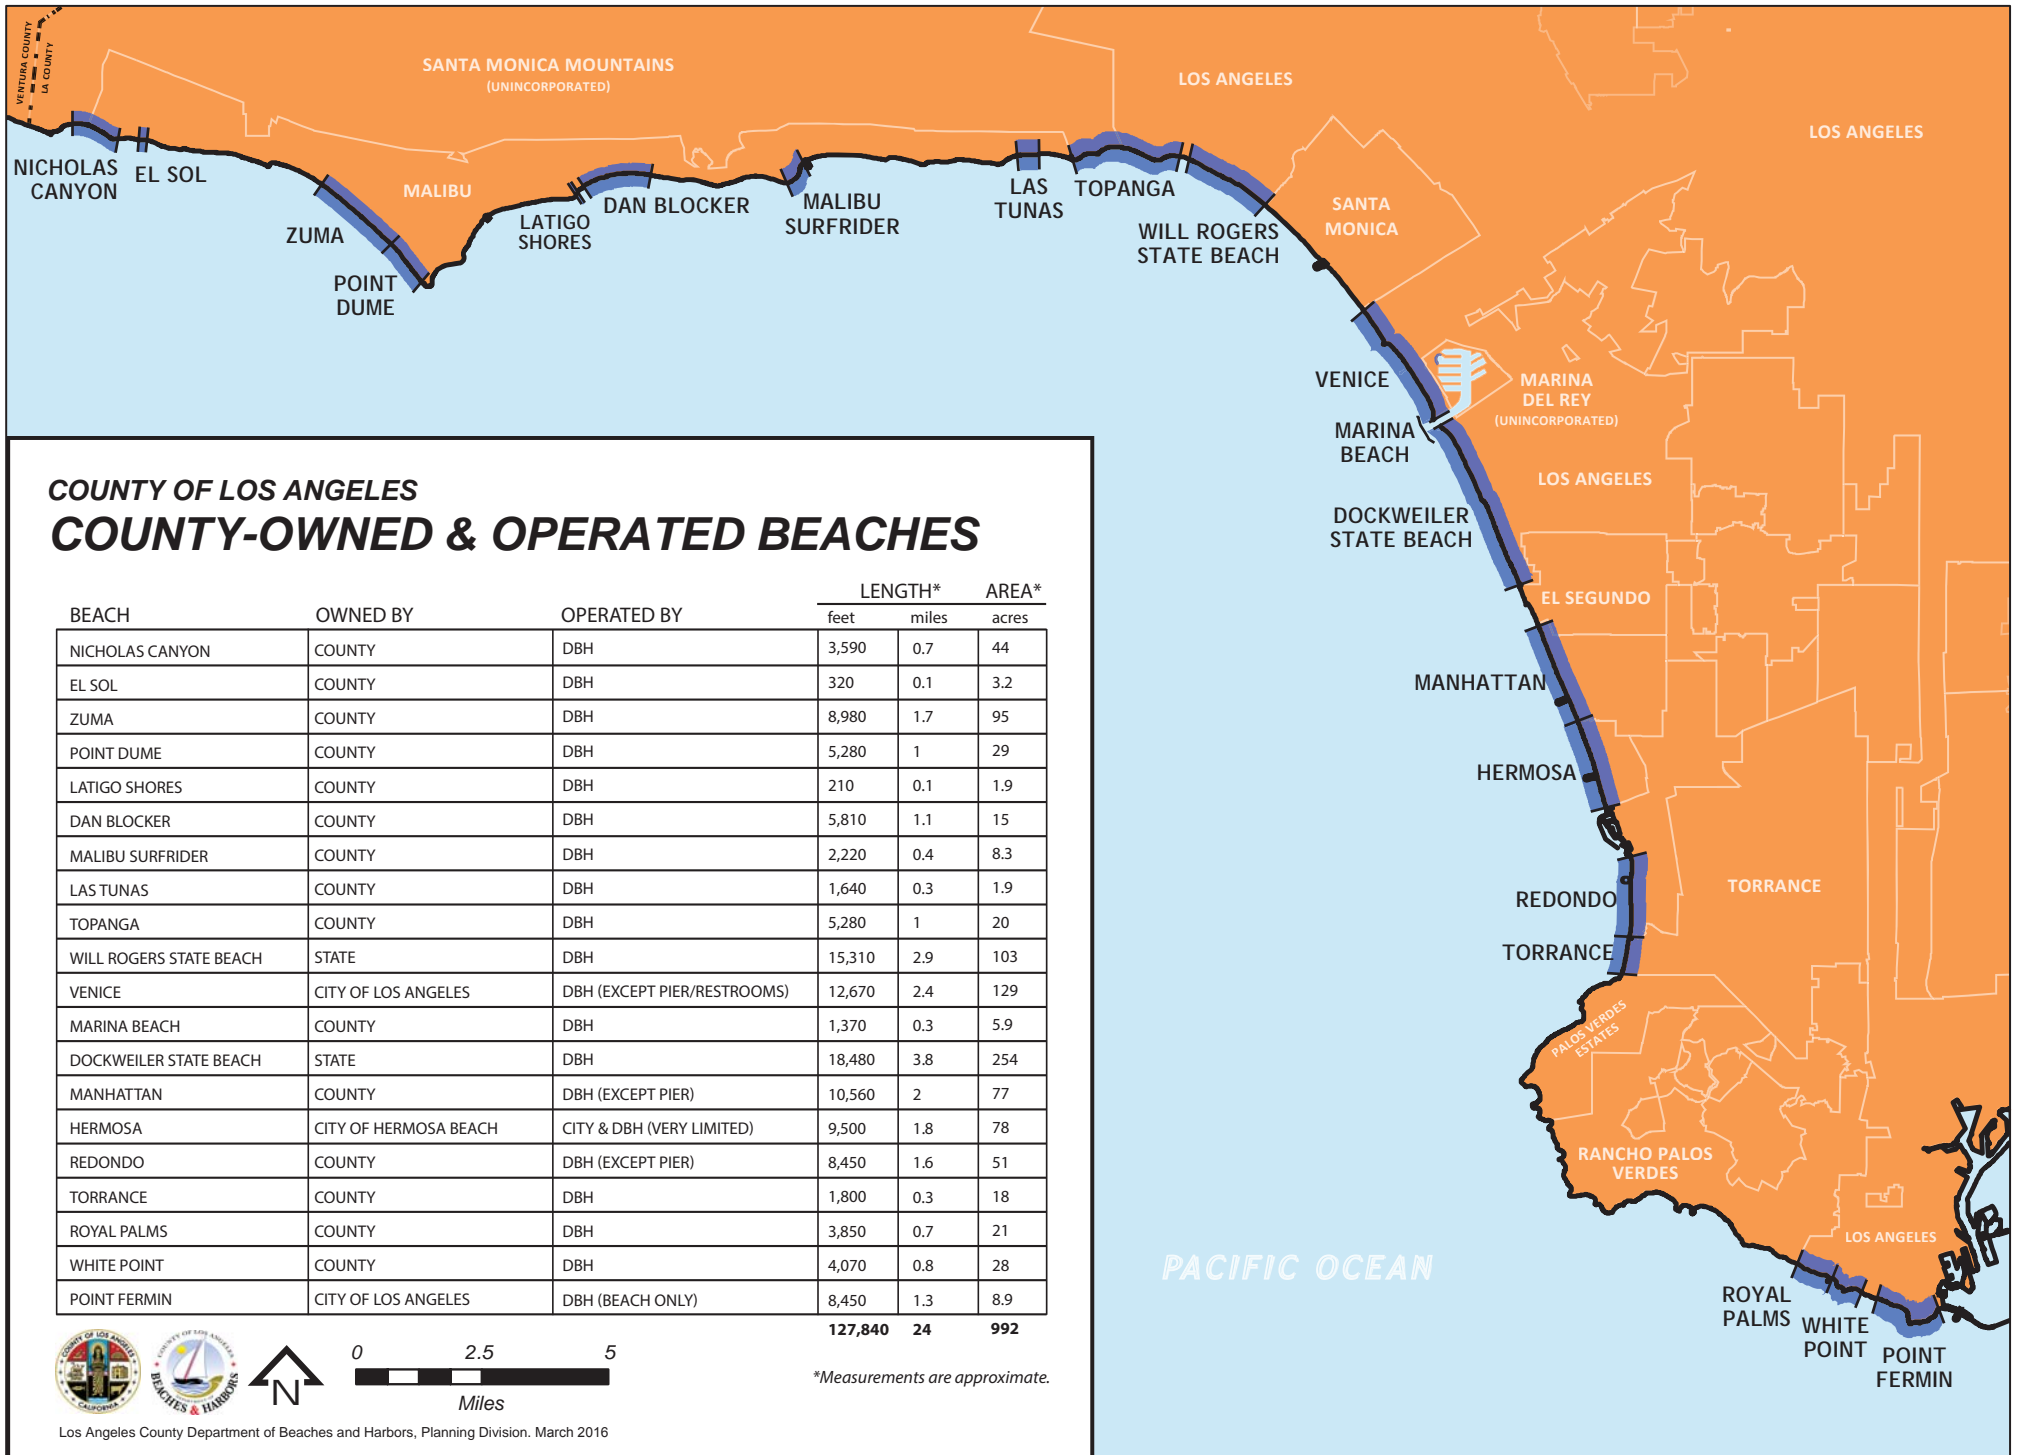 VENTURA COUNTY
LA COUNTY
SANTA MONICA MOUNTAINS
(UNINCORPORATED)
LOS ANGELES
LOS ANGELES
NICHOLAS
CANYON
EL SOL
ZUMA
MALIBU
POINT
DUME
LATIGO
SHORES
DAN BLOCKER
MALIBU
SURFRIDER
LAS
TUNAS
TOPANGA
WILL ROGERS
STATE BEACH
SANTA
MONICA
VENICE
MARINA
DEL REY
(UNINCORPORATED)
MARINA
BEACH
LOS ANGELES
DOCKWEILER
STATE BEACH
EL SEGUNDO
MANHATTAN
HERMOSA
REDONDO
TORRANCE
TORRANCE
PALOS VERDES
ESTATES
RANCHO PALOS
VERDES
LOS ANGELES
PACIFIC OCEAN
ROYAL
PALMS
WHITE
POINT
POINT
FERMIN
COUNTY OF LOS ANGELES
COUNTY-OWNED & OPERATED BEACHES
LENGTH* AREA*
BEACH OWNED BY OPERATED BY feet miles acres
NICHOLAS CANYON COUNTY DBH 3,590 0.7 44
EL SOL COUNTY DBH 320 0.1 3.2
ZUMA COUNTY DBH 8,980 1.7 95
POINT DUME COUNTY DBH 5,280 1 29
LATIGO SHORES COUNTY DBH 210 0.1 1.9
DAN BLOCKER COUNTY DBH 5,810 1.1 15
MALIBU SURFRIDER COUNTY DBH 2,220 0.4 8.3
LAS TUNAS COUNTY DBH 1,640 0.3 1.9
TOPANGA COUNTY DBH 5,280 1 20
WILL ROGERS STATE BEACH STATE DBH 15,310 2.9 103
VENICE CITY OF LOS ANGELES DBH (EXCEPT PIER/RESTROOMS) 12,670 2.4 129
MARINA BEACH COUNTY DBH 1,370 0.3 5.9
DOCKWEILER STATE BEACH STATE DBH 18,480 3.8 254
MANHATTAN COUNTY DBH (EXCEPT PIER) 10,560 2 77
HERMOSA CITY OF HERMOSA BEACH CITY & DBH (VERY LIMITED) 9,500 1.8 78
REDONDO COUNTY DBH (EXCEPT PIER) 8,450 1.6 51
TORRANCE COUNTY DBH 1,800 0.3 18
ROYAL PALMS COUNTY DBH 3,850 0.7 21
WHITE POINT COUNTY DBH 4,070 0.8 28
POINT FERMIN CITY OF LOS ANGELES DBH (BEACH ONLY) 8,450 1.3 8.9
127,840 24 992
COUNTY OF LOS ANGELES
CALIFORNIA
COUNTY OF LOS ANGELES
BEACHES & HARBORS
N
0 2.5 5
Miles
*Measurements are approximate.
Los Angeles County Department of Beaches and Harbors, Planning Division. March 2016